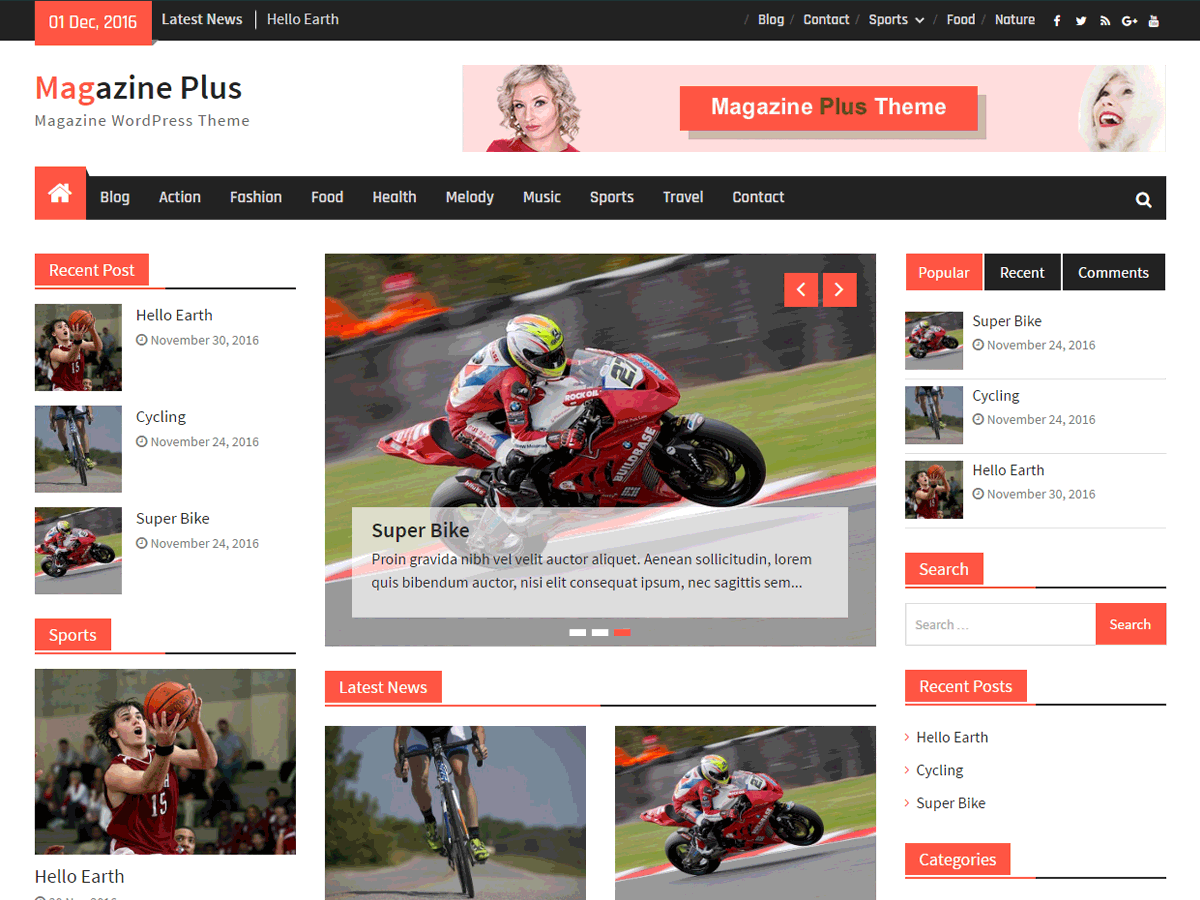 01 Dec, 2016
Latest News
Hello Earth
/ Blog / Contact / Sports / Food / Nature
Magazine Plus
Magazine WordPress Theme
Magazine Plus Theme
Blog Action Fashion Food Health Melody Music Sports Travel Contact
Recent Post
Hello Earth
November 30, 2016
Cycling
November 24, 2016
Super Bike
November 24, 2016
Sports
15
Hello Earth
27
ROCK OIL
BUILDBASE
Super Bike
Proin gravida nibh vel velit auctor aliquet. Aenean sollicitudin, lorem
quis bibendum auctor, nisi elit consequat ipsum, nec sagittis sem...
Latest News
Popular Recent Comments
Super Bike
November 24, 2016
Cycling
November 24, 2016
Hello Earth
November 30, 2016
Search
Search ...
Search
Recent Posts
Hello Earth
Cycling
Super Bike
Categories